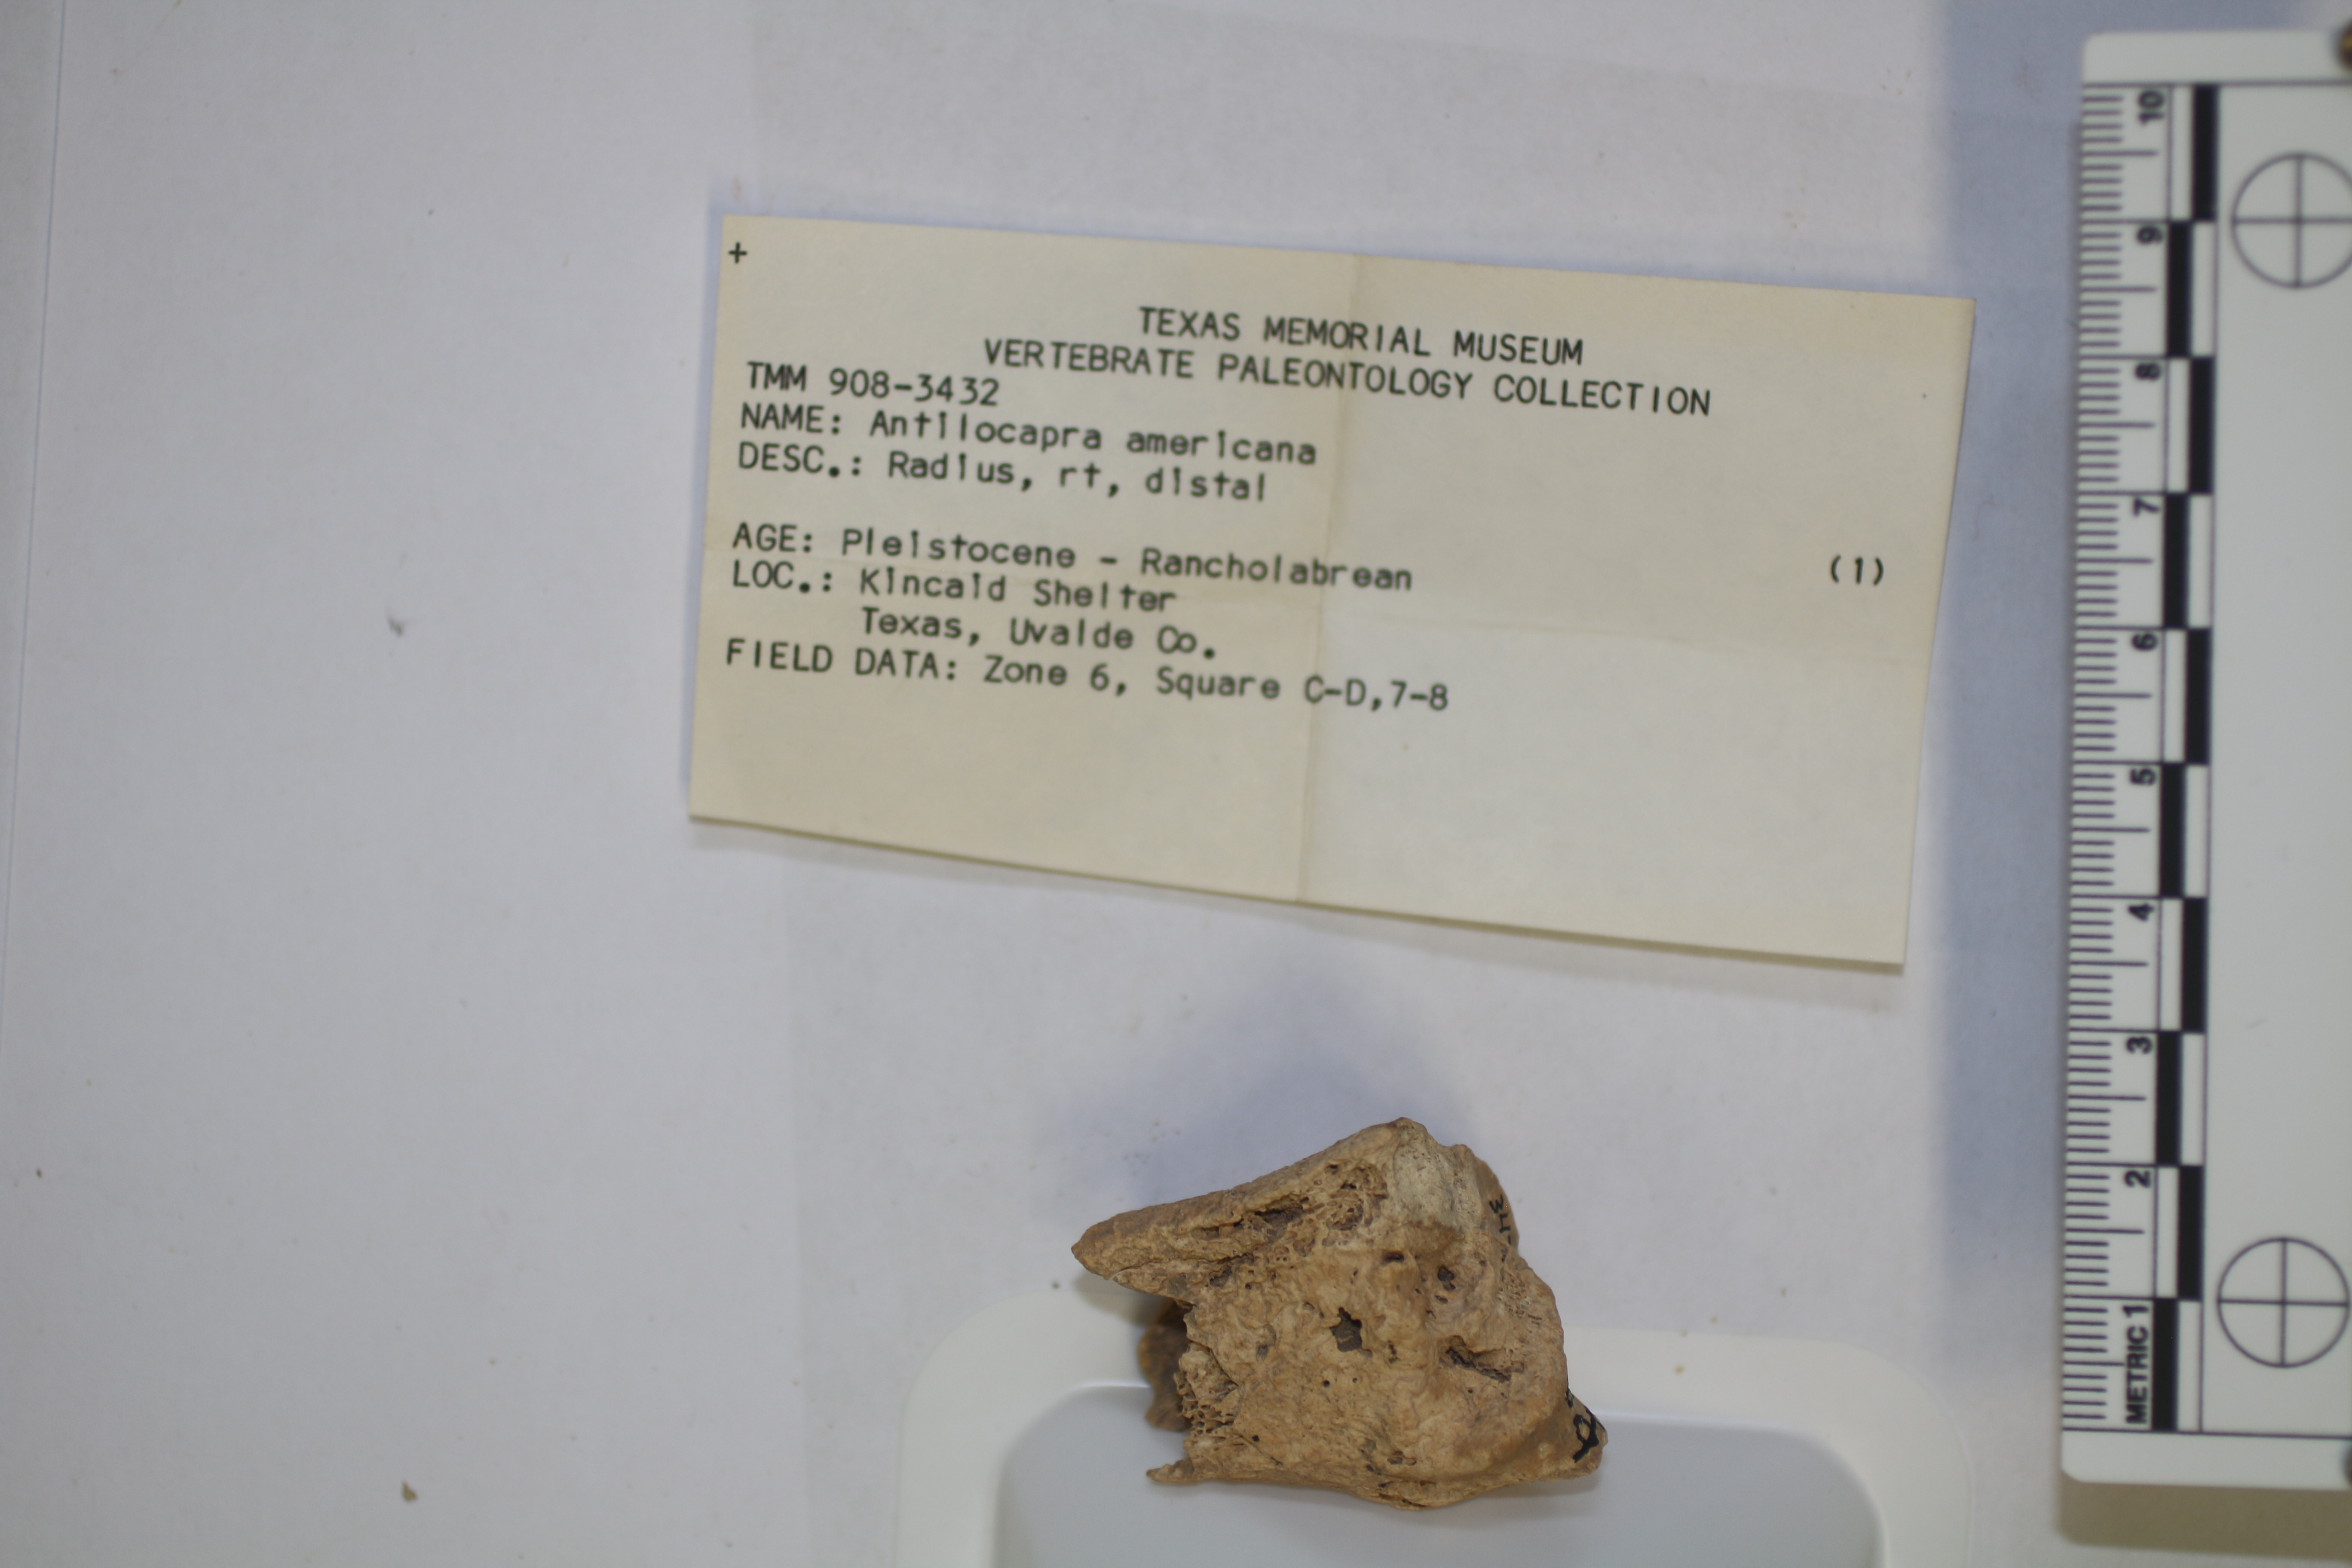 +
TEXAS MEMORIAL MUSEUM
VERTEBRATE PALEONTOLOGY COLLECTION
TMM 908-3432
NAME: Antilocapra americana
DESC.: Radius, rt, distal
AGE: Pleistocene - Rancholabrean (1)
LOC.: Kincaid Shelter
Texas, Uvalde Co.
FIELD DATA: Zone 6, Square C-D,7-8
10
9
8
7
6
5
4
3
2
METRIC 1